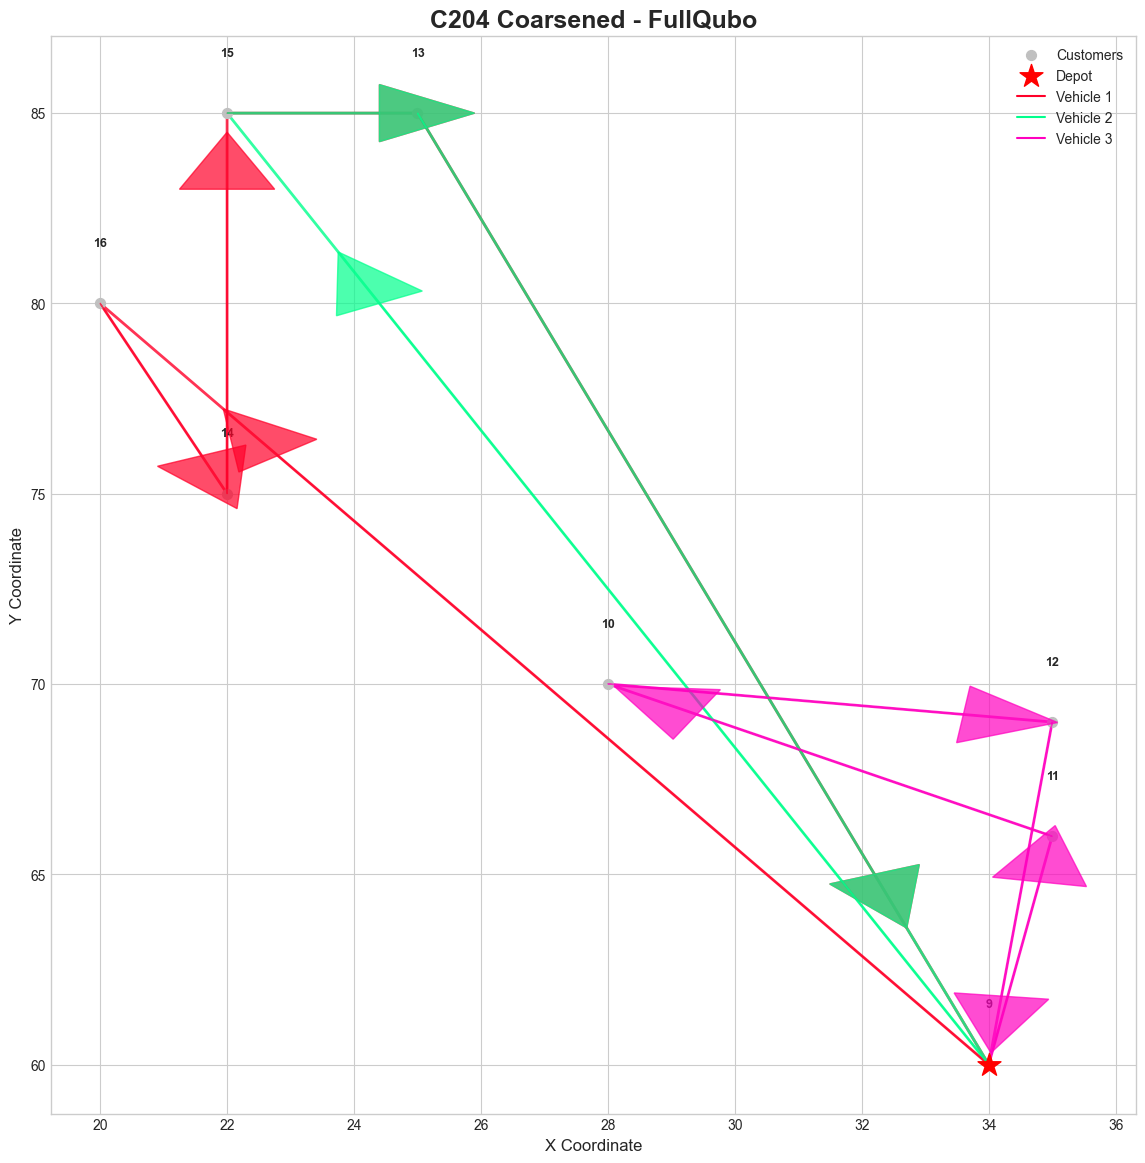 C204 Coarsened - FullQubo
15
13
Customers
Depot
Vehicle 1
Vehicle 2
Vehicle 3
16
14
10
12
11
9
85
80
75
70
65
60
Y Coordinate
20
22
24
26
28
30
32
34
36
X Coordinate